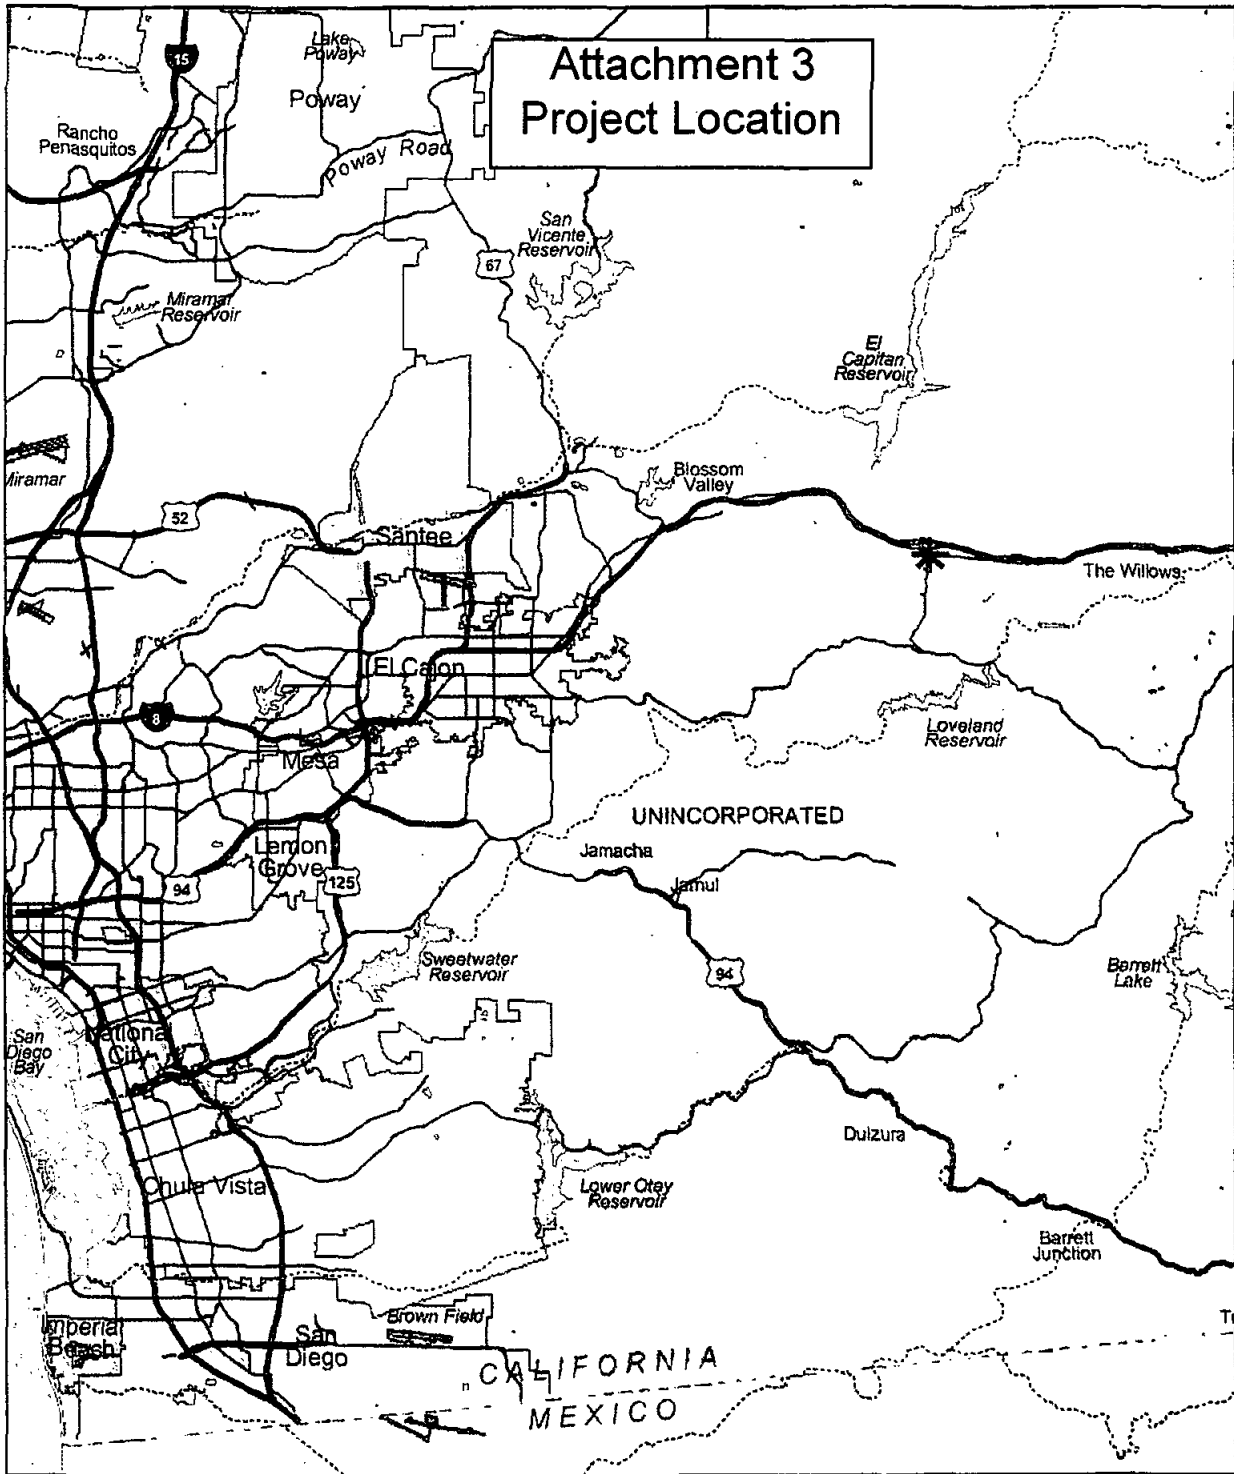 Attachment 3
Project Location
15
Lake
Poway
Poway
Rancho
Penasquitos
Poway Road
San
Vicente
Reservoir
67
Miramar
Reservoir
El
Capitan
Reservoir
Miramar
Blossom
Valley
52
Santee
The Willows
El Cajon
8
La
Mesa
Loveland
Reservoir
UNINCORPORATED
Lemon
Grove
Jamacha
94
125
Jamul
Sweetwater
Reservoir
94
Barrett
Lake
San
Diego
Bay
National
City
Dulzura
Chula Vista
Lower Otay
Reservoir
Barrett
Junction
Imperial
Beach
San
Diego
Brown Field
CALIFORNIA
MEXICO